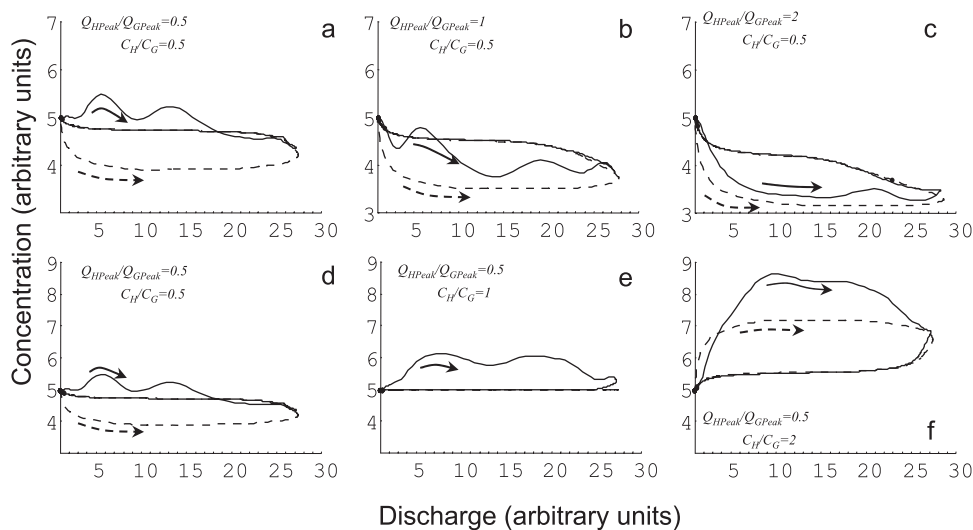 Concentration (arbitrary units)
Q_HPeak/Q_GPeak=0.5
C_H/C_G=0.5
a
7
6
5
4
3
5 10 15 20 25 30
Q_HPeak/Q_GPeak=1
C_H/C_G=0.5
b
7
6
5
4
3
5 10 15 20 25 30
Q_HPeak/Q_GPeak=2
C_H/C_G=0.5
c
7
6
5
4
3
5 10 15 20 25 30
Q_HPeak/Q_GPeak=0.5
C_H/C_G=0.5
d
9
8
7
6
5
4
5 10 15 20 25 30
Q_HPeak/Q_GPeak=0.5
C_H/C_G=1
e
9
8
7
6
5
4
5 10 15 20 25 30
9
8
7
6
5
4
Q_HPeak/Q_GPeak=0.5
C_H/C_G=2
f
5 10 15 20 25 30
Discharge (arbitrary units)